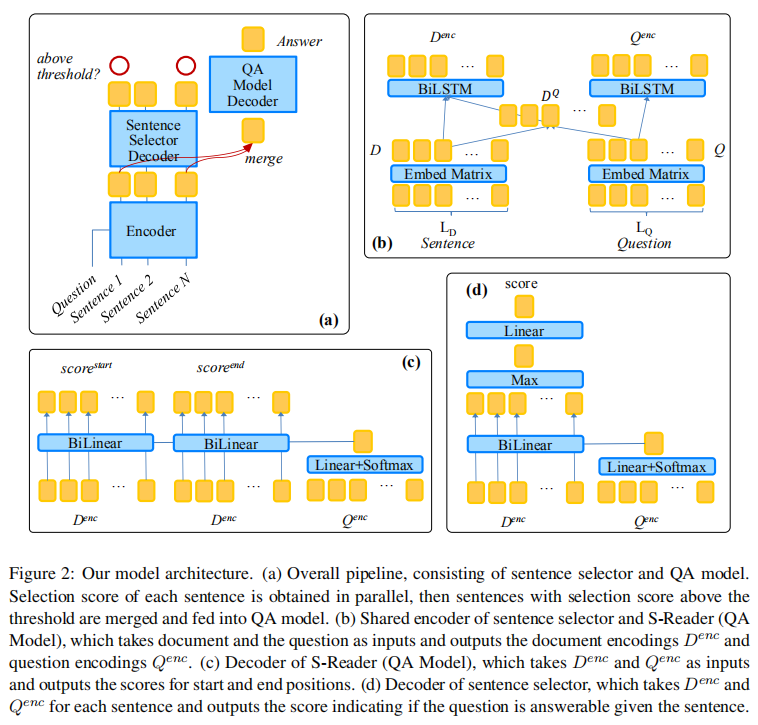 above
threshold?
Answer
QA
Model
Decoder
Sentence
Selector
Decoder
merge
Encoder
Question
Sentence 1
Sentence 2
Sentence N
(a)
D^enc
Q^enc
...
...
BiLSTM
BiLSTM
D^Q
...
D
...
...
Q
Embed Matrix
Embed Matrix
...
...
L_D
L_Q
(b)
Sentence
Question
score^start
score^end
(c)
...
...
BiLinear
BiLinear
Linear+Softmax
...
...
...
D^enc
D^enc
Q^enc
(d)
score
Linear
Max
...
BiLinear
Linear+Softmax
...
...
D^enc
Q^enc
Figure 2: Our model architecture. (a) Overall pipeline, consisting of sentence selector and QA model.
Selection score of each sentence is obtained in parallel, then sentences with selection score above the
threshold are merged and fed into QA model. (b) Shared encoder of sentence selector and S-Reader (QA
Model), which takes document and the question as inputs and outputs the document encodings D^enc and
question encodings Q^enc. (c) Decoder of S-Reader (QA Model), which takes D^enc and Q^enc as inputs
and outputs the scores for start and end positions. (d) Decoder of sentence selector, which takes D^enc and
Q^enc for each sentence and outputs the score indicating if the question is answerable given the sentence.